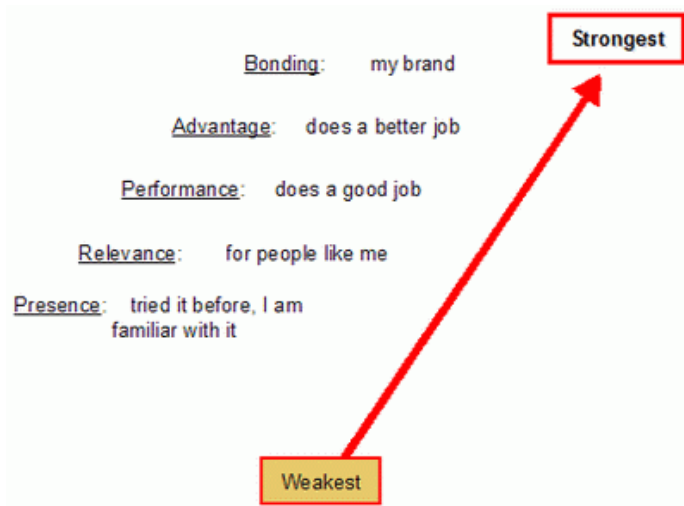 Strongest
Bonding: my brand
Advantage: does a better job
Performance: does a good job
Relevance: for people like me
Presence: tried it before, I am
familiar with it
Weakest